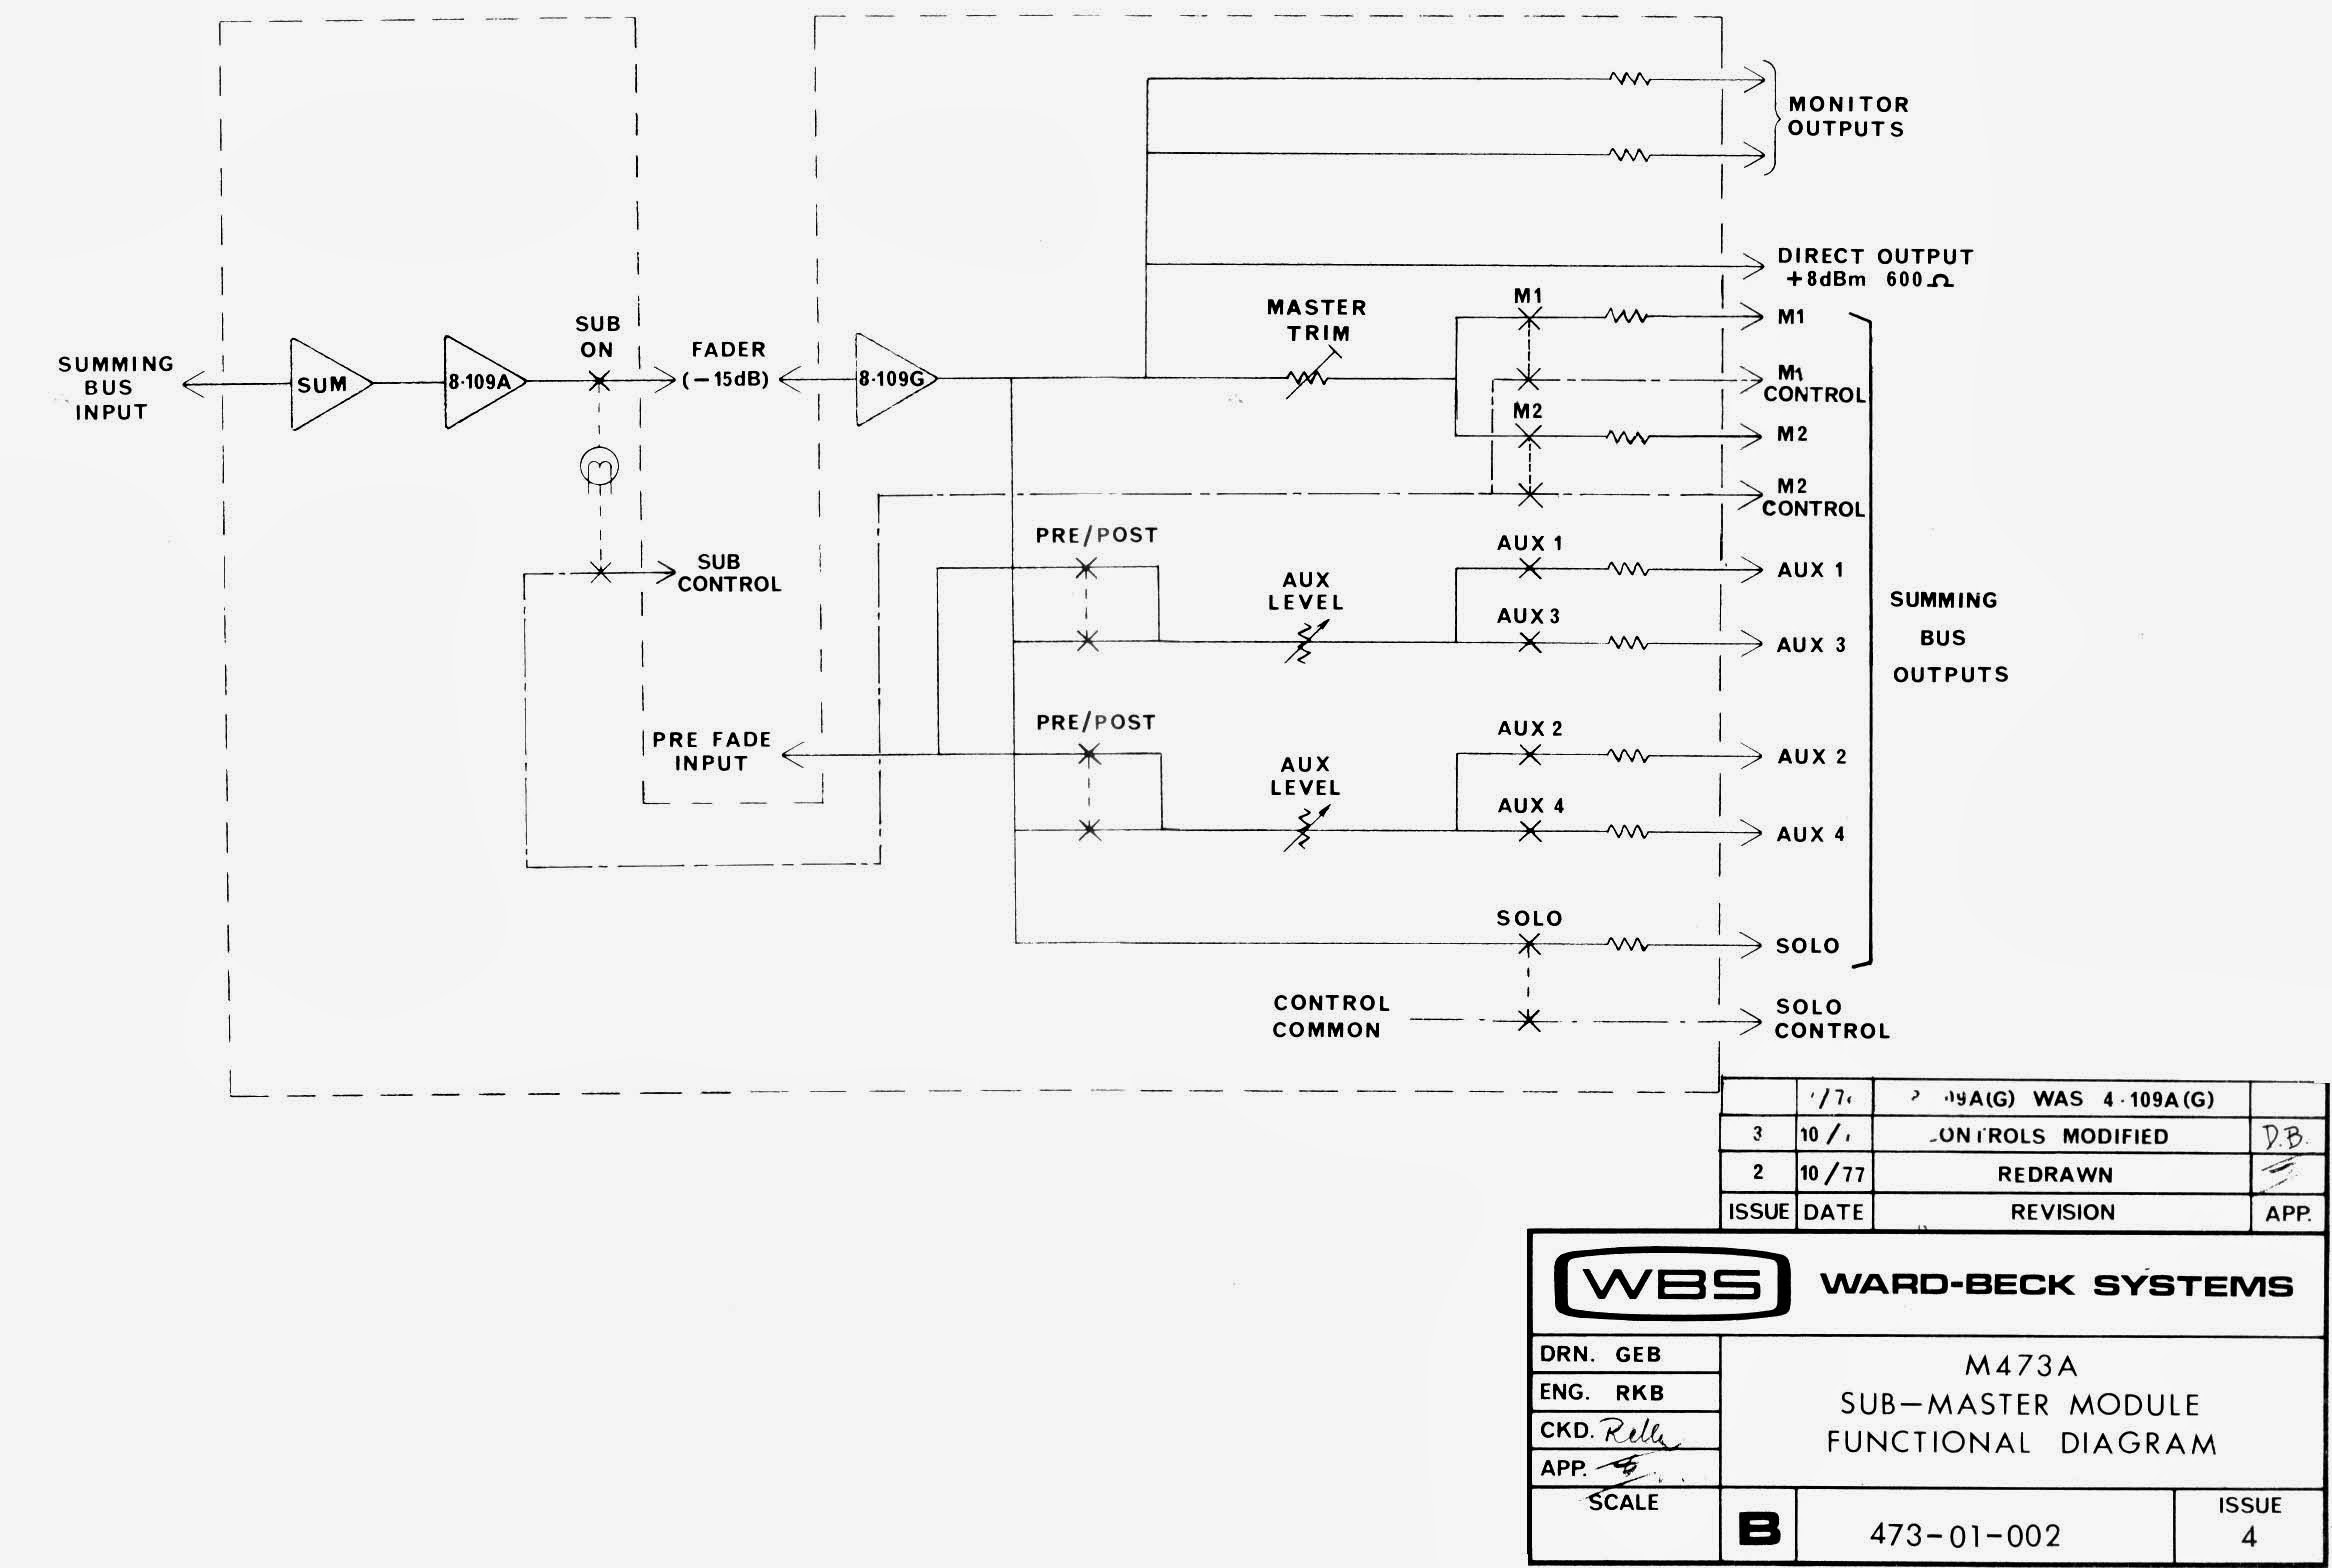 MONITOR
OUTPUTS
DIRECT OUTPUT
+8dBm 600Ω
SUB
ON
SUMMING
BUS
INPUT
SUM
8·109A
FADER
(−15dB)
8·109G
MASTER
TRIM
M1
M1
M1
CONTROL
M2
M2
M2
CONTROL
SUB
CONTROL
PRE/POST
AUX
LEVEL
AUX 1
AUX 1
AUX 3
AUX 3
SUMMING
BUS
OUTPUTS
PRE FADE
INPUT
PRE/POST
AUX
LEVEL
AUX 2
AUX 2
AUX 4
AUX 4
SOLO
SOLO
CONTROL
COMMON
SOLO
CONTROL
WAS 4·109A(G)
3 10/ MODIFIED D.B.
2 10/77 REDRAWN
ISSUE DATE REVISION APP.
WBS WARD-BECK SYSTEMS
DRN. GEB
ENG. RKB
CKD.
APP.
SCALE
M473A
SUB–MASTER MODULE
FUNCTIONAL DIAGRAM
B
473–01–002
ISSUE
4